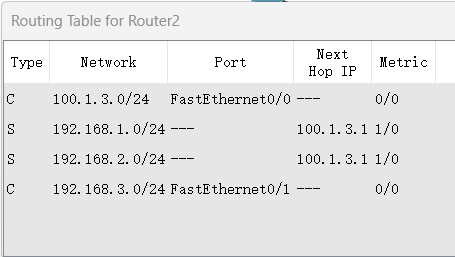 Routing Table for Router2
Type Network Port Next Hop IP Metric
C 100.1.3.0/24 FastEthernet0/0 --- 0/0
S 192.168.1.0/24 --- 100.1.3.1 1/0
S 192.168.2.0/24 --- 100.1.3.1 1/0
C 192.168.3.0/24 FastEthernet0/1 --- 0/0